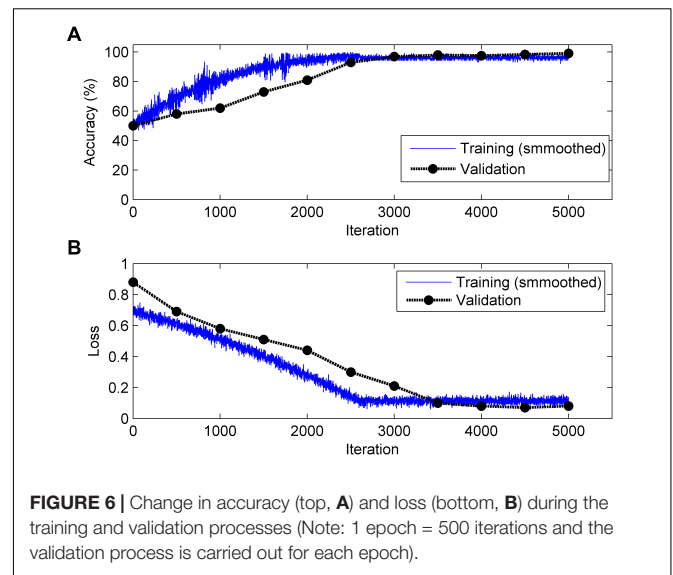 A
100
80
60
40
20
0
Accuracy (%)
Training (smmoothed)
Validation
0 1000 2000 3000 4000 5000
Iteration
B
1
0.8
0.6
0.4
0.2
0
Loss
Training (smmoothed)
Validation
0 1000 2000 3000 4000 5000
Iteration
FIGURE 6 | Change in accuracy (top, A) and loss (bottom, B) during the
training and validation processes (Note: 1 epoch = 500 iterations and the
validation process is carried out for each epoch).